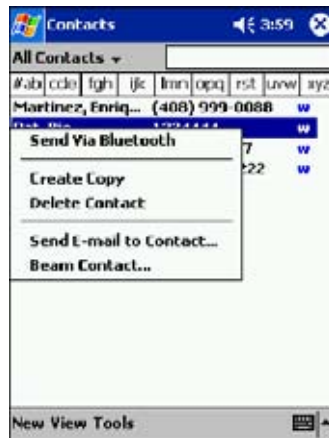 Contacts 3:59
All Contacts
#ab cde fgh ijk lmn opq rst uvw xyz
Martinez, Enriq... (408) 999-0088 w
w
Send Via Bluetooth
7 w
Create Copy
222 w
Delete Contact
Send E-mail to Contact...
Beam Contact...
New View Tools